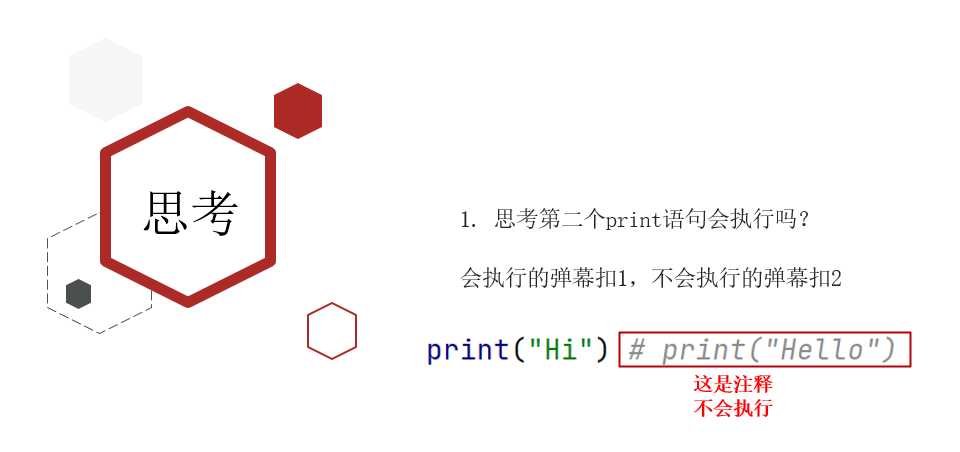 思考
1. 思考第二个print语句会执行吗？
会执行的弹幕扣1，不会执行的弹幕扣2
print("Hi") # print("Hello")
这是注释
不会执行